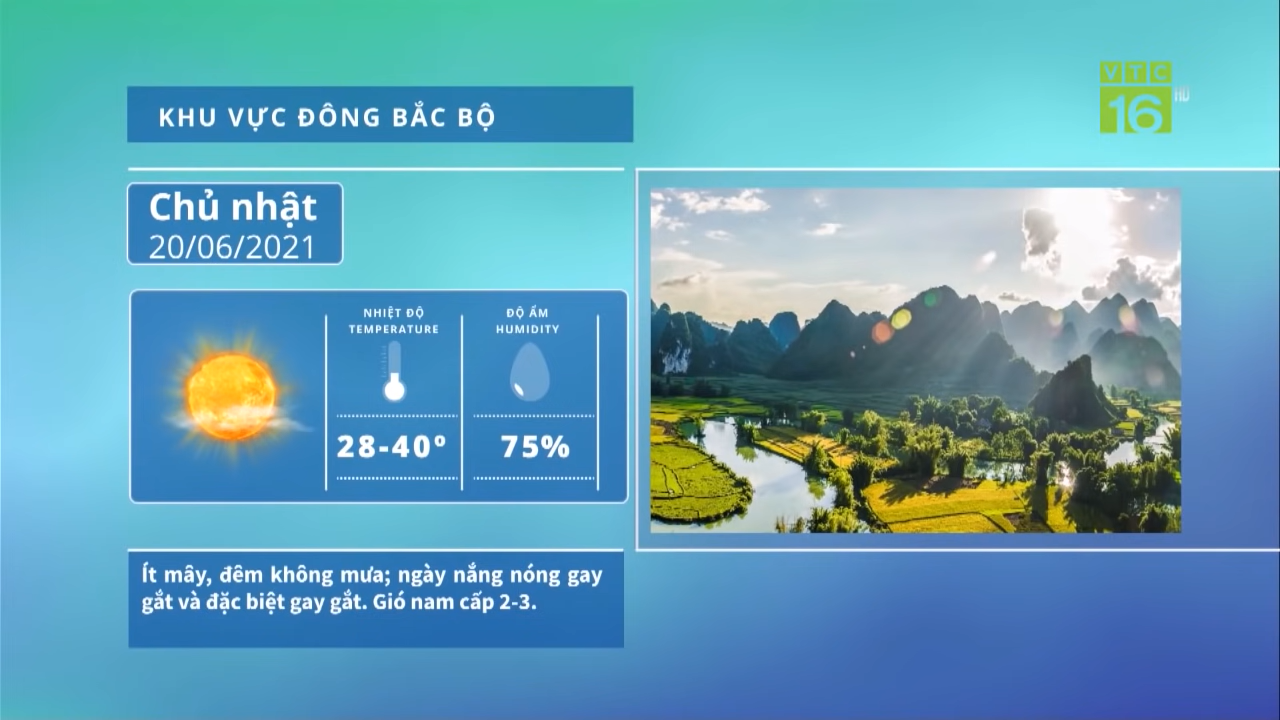 KHU VỰC ĐÔNG BẮC BỘ
VTC
16
HD
Chủ nhật
20/06/2021
NHIỆT ĐỘ
TEMPERATURE
28-40º
ĐỘ ẨM
HUMIDITY
75%
Ít mây, đêm không mưa; ngày nắng nóng gay
gắt và đặc biệt gay gắt. Gió nam cấp 2-3.